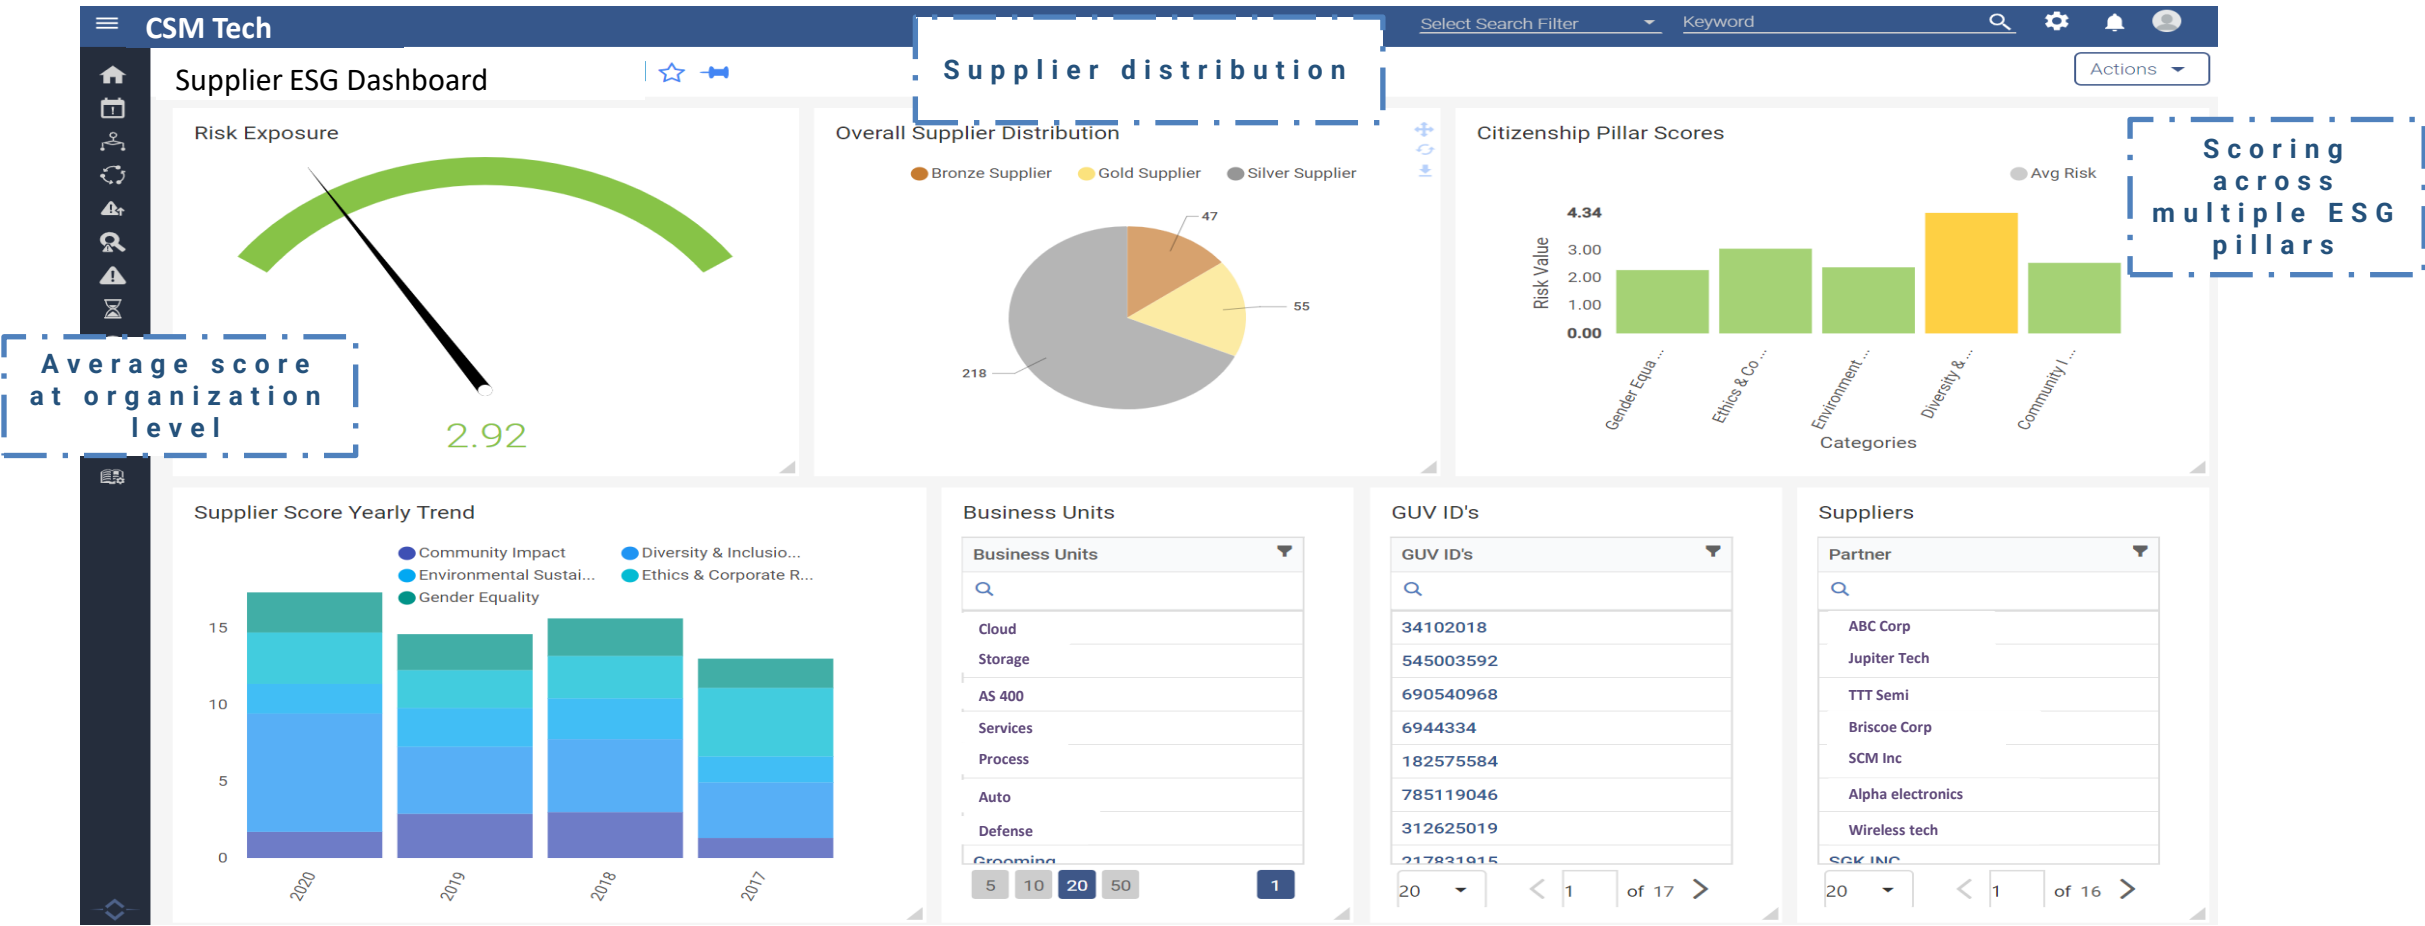 CSM Tech
Select Search Filter
Keyword
Supplier distribution
Supplier ESG Dashboard
Actions
Risk Exposure
2.92
Average score
at organization
level
Overall Supplier Distribution
Bronze Supplier
Gold Supplier
Silver Supplier
47
55
218
Citizenship Pillar Scores
Avg Risk
4.34
3.00
2.00
1.00
0.00
Risk Value
Gender Equa ...
Ethics & Co ...
Environment ...
Diversity & ...
Community I ...
Categories
Scoring
across
multiple ESG
pillars
Supplier Score Yearly Trend
Community Impact
Diversity & Inclusio...
Environmental Sustai...
Ethics & Corporate R...
Gender Equality
15
10
5
0
2020
2019
2018
2017
Business Units
Business Units
Cloud
Storage
AS 400
Services
Process
Auto
Defense
Grooming
5 10 20 50 1
GUV ID's
GUV ID's
34102018
545003592
690540968
6944334
182575584
785119046
312625019
217831915
20 1 of 17
Suppliers
Partner
ABC Corp
Jupiter Tech
TTT Semi
Briscoe Corp
SCM Inc
Alpha electronics
Wireless tech
SGK INC
20 1 of 16